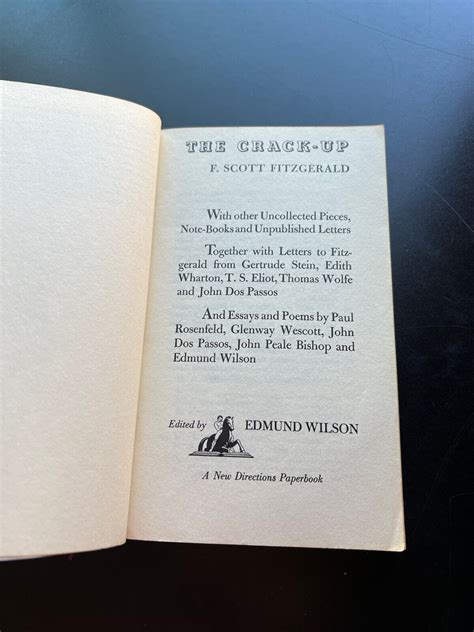 THE CRACK-UP
F. SCOTT FITZGERALD
With other Uncollected Pieces,
Note-Books and Unpublished Letters
Together with Letters to Fitz-
gerald from Gertrude Stein, Edith
Wharton, T. S. Eliot, Thomas Wolfe
and John Dos Passos
And Essays and Poems by Paul
Rosenfeld, Glenway Wescott, John
Dos Passos, John Peale Bishop and
Edmund Wilson
Edited by EDMUND WILSON
A New Directions Paperbook